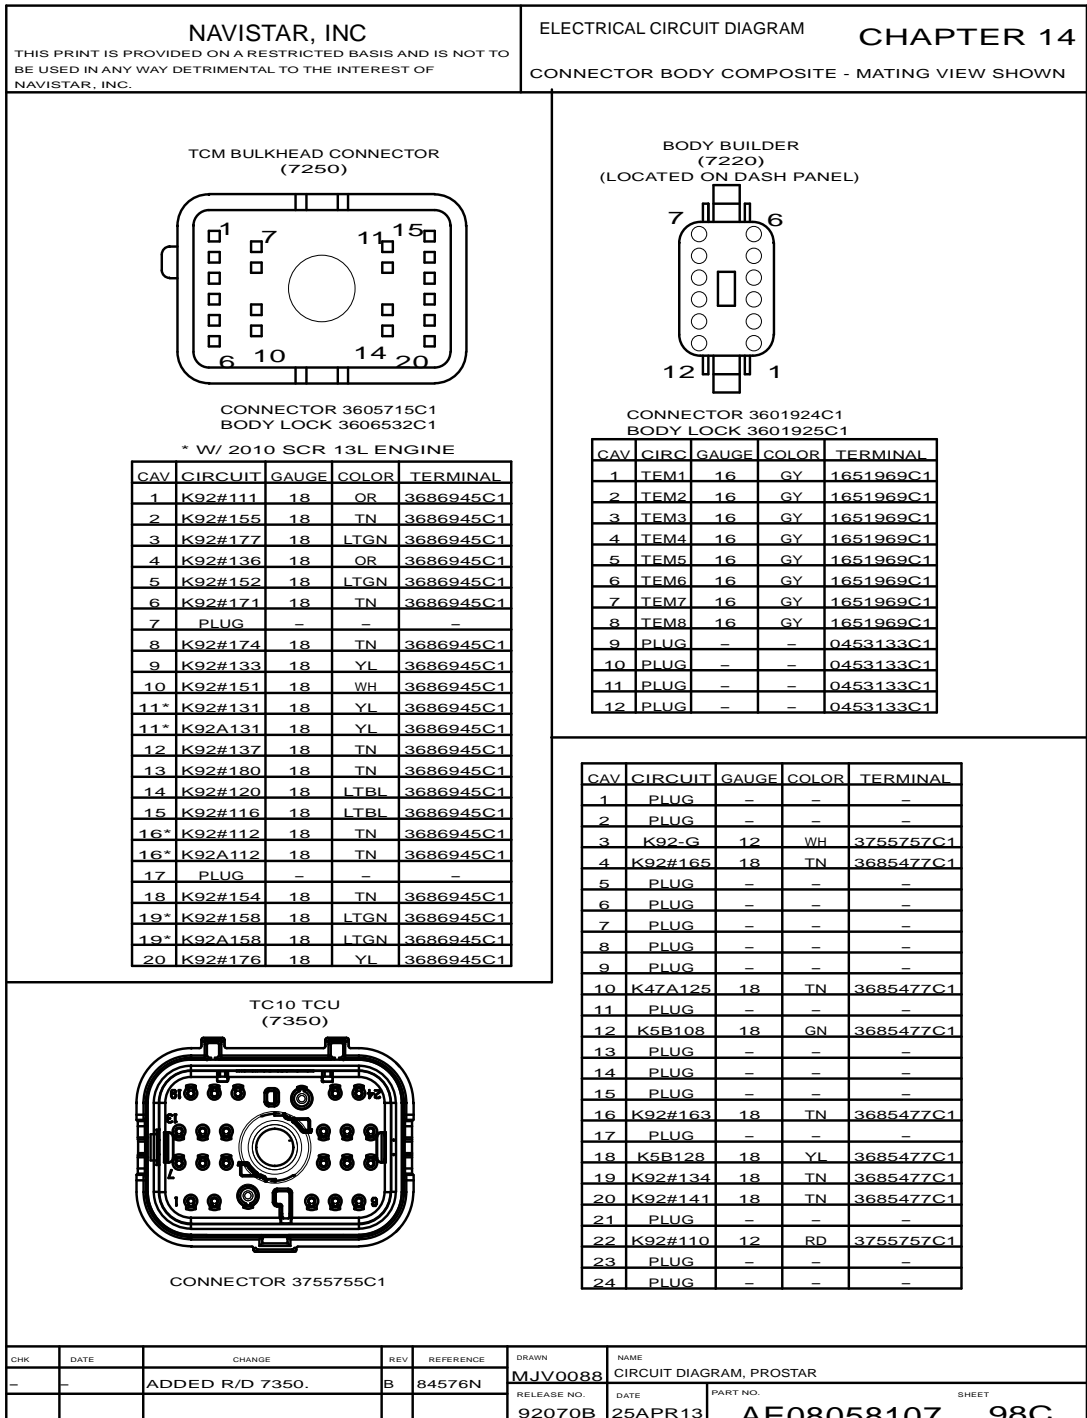 NAVISTAR, INC
THIS PRINT IS PROVIDED ON A RESTRICTED BASIS AND IS NOT TO
BE USED IN ANY WAY DETRIMENTAL TO THE INTEREST OF
NAVISTAR, INC.
ELECTRICAL CIRCUIT DIAGRAM
CHAPTER 14
CONNECTOR BODY COMPOSITE - MATING VIEW SHOWN
TCM BULKHEAD CONNECTOR
(7250)
1 7 11 15
6 10 14 20
CONNECTOR 3605715C1
BODY LOCK 3606532C1
* W/ 2010 SCR 13L ENGINE
CAV CIRCUIT GAUGE COLOR TERMINAL
1 K92#111 18 OR 3686945C1
2 K92#155 18 TN 3686945C1
3 K92#177 18 LTGN 3686945C1
4 K92#136 18 OR 3686945C1
5 K92#152 18 LTGN 3686945C1
6 K92#171 18 TN 3686945C1
7 PLUG – – –
8 K92#174 18 TN 3686945C1
9 K92#133 18 YL 3686945C1
10 K92#151 18 WH 3686945C1
11* K92#131 18 YL 3686945C1
11* K92A131 18 YL 3686945C1
12 K92#137 18 TN 3686945C1
13 K92#180 18 TN 3686945C1
14 K92#120 18 LTBL 3686945C1
15 K92#116 18 LTBL 3686945C1
16* K92#112 18 TN 3686945C1
16* K92A112 18 TN 3686945C1
17 PLUG – – –
18 K92#154 18 TN 3686945C1
19* K92#158 18 LTGN 3686945C1
19* K92A158 18 LTGN 3686945C1
20 K92#176 18 YL 3686945C1
BODY BUILDER
(7220)
(LOCATED ON DASH PANEL)
7 6
12 1
CONNECTOR 3601924C1
BODY LOCK 3601925C1
CAV CIRC GAUGE COLOR TERMINAL
1 TEM1 16 GY 1651969C1
2 TEM2 16 GY 1651969C1
3 TEM3 16 GY 1651969C1
4 TEM4 16 GY 1651969C1
5 TEM5 16 GY 1651969C1
6 TEM6 16 GY 1651969C1
7 TEM7 16 GY 1651969C1
8 TEM8 16 GY 1651969C1
9 PLUG – – 0453133C1
10 PLUG – – 0453133C1
11 PLUG – – 0453133C1
12 PLUG – – 0453133C1
TC10 TCU
(7350)
19 24
13
7
1 6
CONNECTOR 3755755C1
CAV CIRCUIT GAUGE COLOR TERMINAL
1 PLUG – – –
2 PLUG – – –
3 K92-G 12 WH 3755757C1
4 K92#165 18 TN 3685477C1
5 PLUG – – –
6 PLUG – – –
7 PLUG – – –
8 PLUG – – –
9 PLUG – – –
10 K47A125 18 TN 3685477C1
11 PLUG – – –
12 K5B108 18 GN 3685477C1
13 PLUG – – –
14 PLUG – – –
15 PLUG – – –
16 K92#163 18 TN 3685477C1
17 PLUG – – –
18 K5B128 18 YL 3685477C1
19 K92#134 18 TN 3685477C1
20 K92#141 18 TN 3685477C1
21 PLUG – – –
22 K92#110 12 RD 3755757C1
23 PLUG – – –
24 PLUG – – –
CHK DATE CHANGE REV REFERENCE
– – ADDED R/D 7350. B 84576N
DRAWN
MJV0088
NAME
CIRCUIT DIAGRAM, PROSTAR
RELEASE NO. DATE PART NO. SHEET
92070B 25APR13 AE08058107 98C